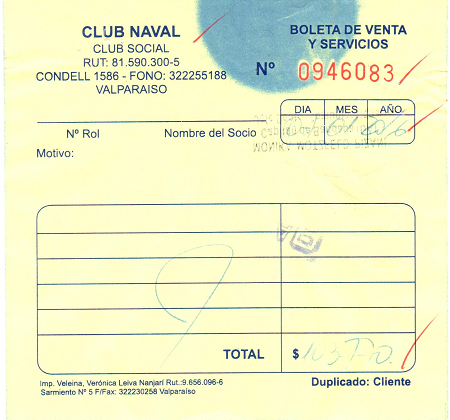 CLUB NAVAL
CLUB SOCIAL
RUT: 81.590.300-5
CONDELL 1586 - FONO: 322255188
VALPARAISO
BOLETA DE VENTA
Y SERVICIOS
Nº 0946083
DIA MES AÑO
Nº Rol Nombre del Socio
Motivo:
TOTAL $
Imp. Veleina, Verónica Leiva Nanjarí Rut.:9.656.096-6
Sarmiento Nº 5 F/Fax: 322230258 Valparaíso
Duplicado: Cliente